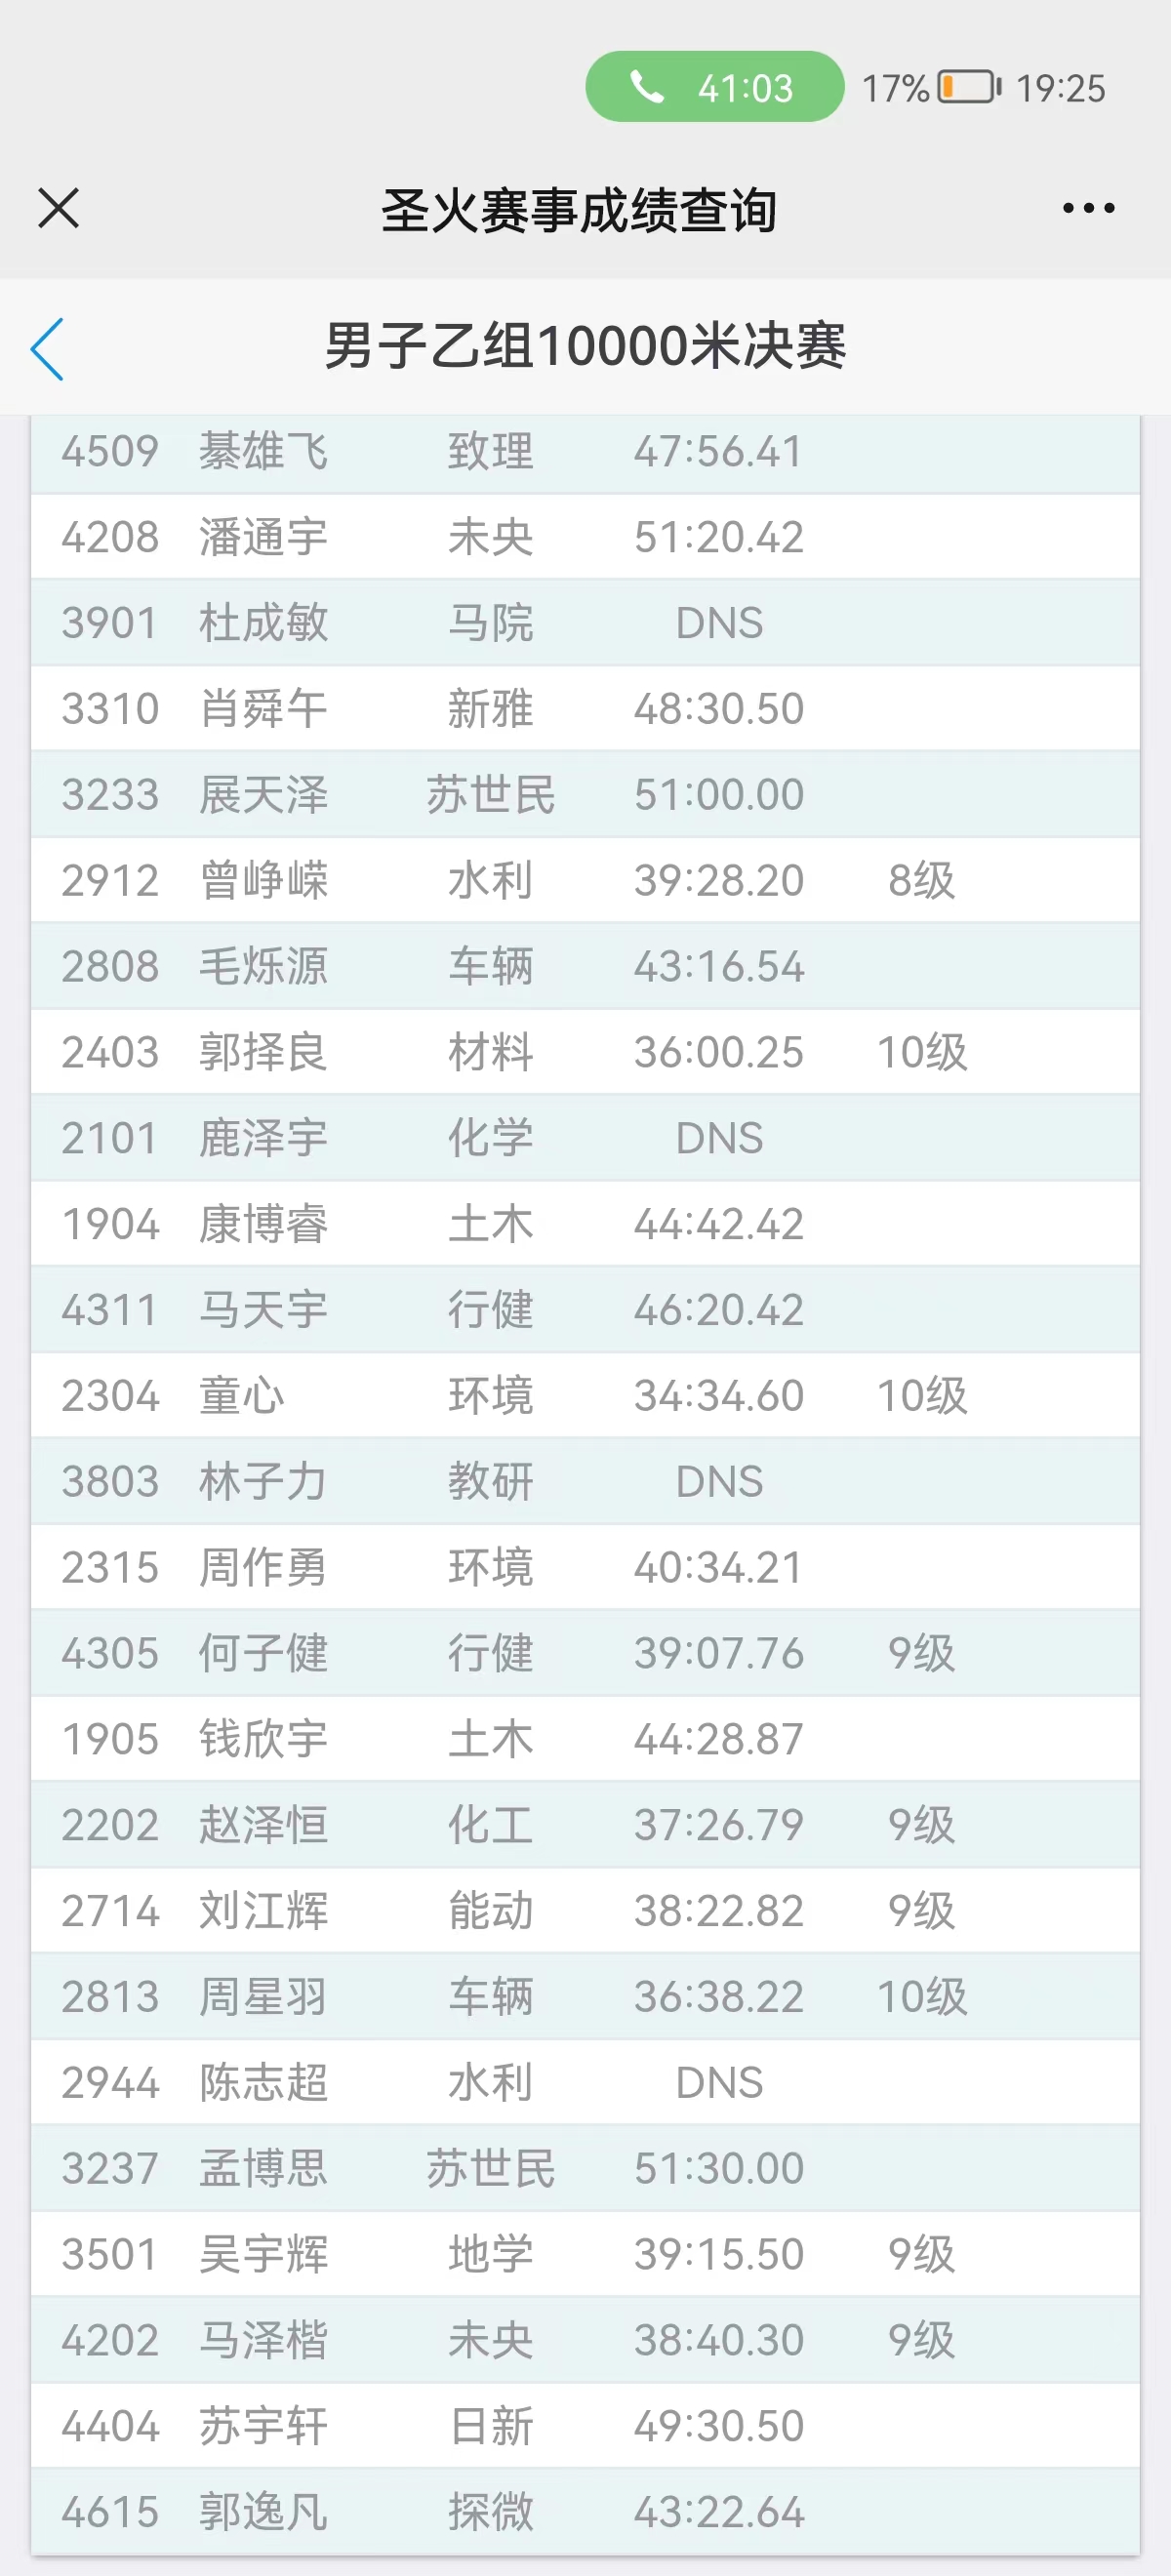 41:03 17% 19:25
圣火赛事成绩查询
男子乙组10000米决赛
4509 綦雄飞 致理 47:56.41
4208 潘通宇 未央 51:20.42
3901 杜成敏 马院 DNS
3310 肖舜午 新雅 48:30.50
3233 展天泽 苏世民 51:00.00
2912 曾峥嵘 水利 39:28.20 8级
2808 毛烁源 车辆 43:16.54
2403 郭择良 材料 36:00.25 10级
2101 鹿泽宇 化学 DNS
1904 康博睿 土木 44:42.42
4311 马天宇 行健 46:20.42
2304 童心 环境 34:34.60 10级
3803 林子力 教研 DNS
2315 周作勇 环境 40:34.21
4305 何子健 行健 39:07.76 9级
1905 钱欣宇 土木 44:28.87
2202 赵泽恒 化工 37:26.79 9级
2714 刘江辉 能动 38:22.82 9级
2813 周星羽 车辆 36:38.22 10级
2944 陈志超 水利 DNS
3237 孟博思 苏世民 51:30.00
3501 吴宇辉 地学 39:15.50 9级
4202 马泽楷 未央 38:40.30 9级
4404 苏宇轩 日新 49:30.50
4615 郭逸凡 探微 43:22.64